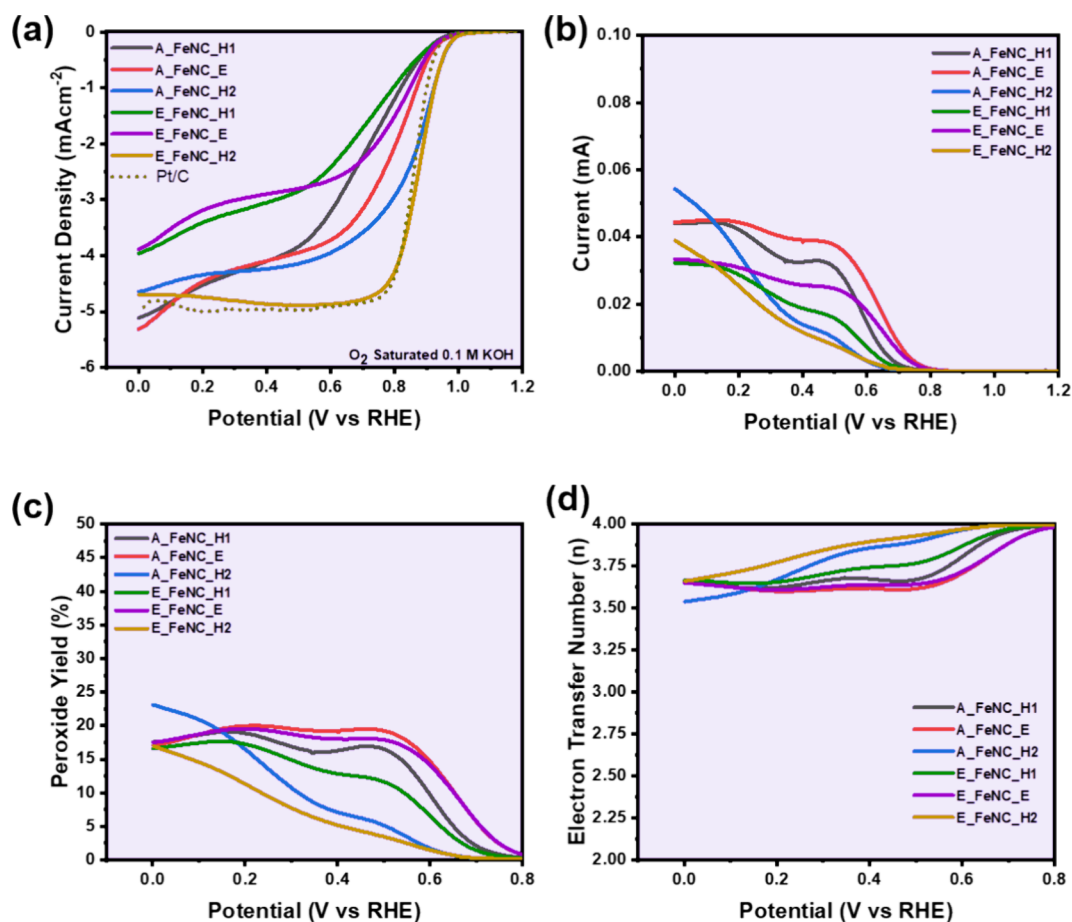 (a)
A_FeNC_H1
A_FeNC_E
A_FeNC_H2
E_FeNC_H1
E_FeNC_E
E_FeNC_H2
Pt/C
O2 Saturated 0.1 M KOH
Current Density (mAcm-2)
0
-1
-2
-3
-4
-5
-6
0.0 0.2 0.4 0.6 0.8 1.0 1.2
Potential (V vs RHE)
(b)
A_FeNC_H1
A_FeNC_E
A_FeNC_H2
E_FeNC_H1
E_FeNC_E
E_FeNC_H2
Current (mA)
0.10
0.08
0.06
0.04
0.02
0.00
0.0 0.2 0.4 0.6 0.8 1.0 1.2
Potential (V vs RHE)
(c)
A_FeNC_H1
A_FeNC_E
A_FeNC_H2
E_FeNC_H1
E_FeNC_E
E_FeNC_H2
Peroxide Yield (%)
50
45
40
35
30
25
20
15
10
5
0
0.0 0.2 0.4 0.6 0.8
Potential (V vs RHE)
(d)
A_FeNC_H1
A_FeNC_E
A_FeNC_H2
E_FeNC_H1
E_FeNC_E
E_FeNC_H2
Electron Transfer Number (n)
4.00
3.75
3.50
3.25
3.00
2.75
2.50
2.25
2.00
0.0 0.2 0.4 0.6 0.8
Potential (V vs RHE)